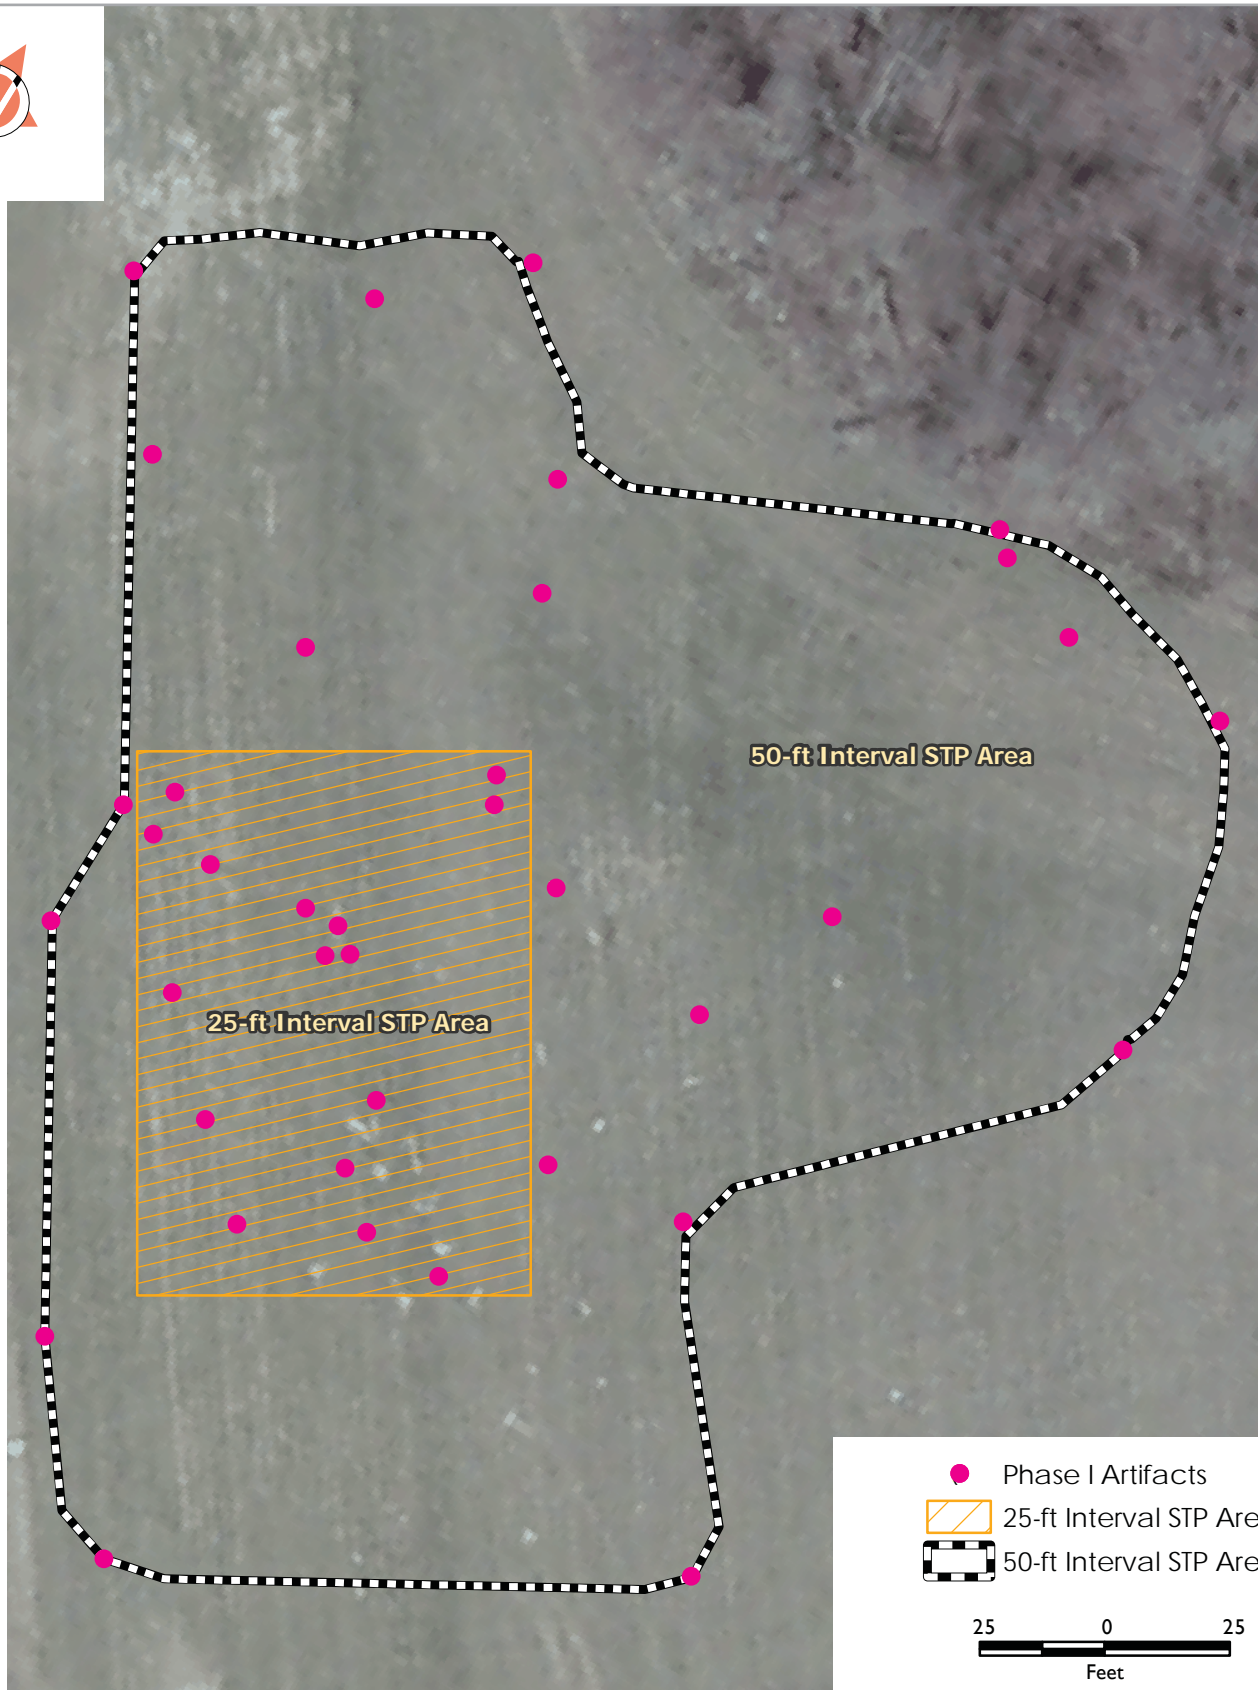 50-ft Interval STP Area
25-ft Interval STP Area
Phase I Artifacts
25-ft Interval STP Are
50-ft Interval STP Are
25 0 25
Feet